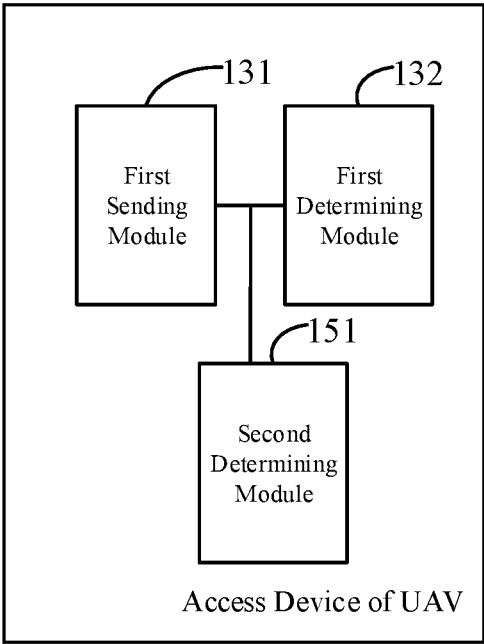 131
132
First
Sending
Module
First
Determining
Module
151
Second
Determining
Module
Access Device of UAV